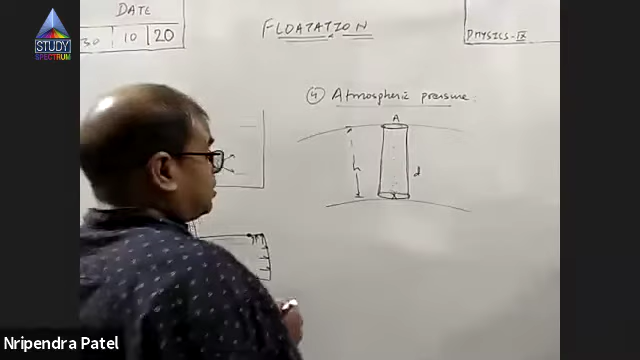 DATE
30 10 20
STUDY
SPECTRUM
FLOATATION
PHYSICS-IX
④ Atmospheric pressure:
A
h
d
Nripendra Patel